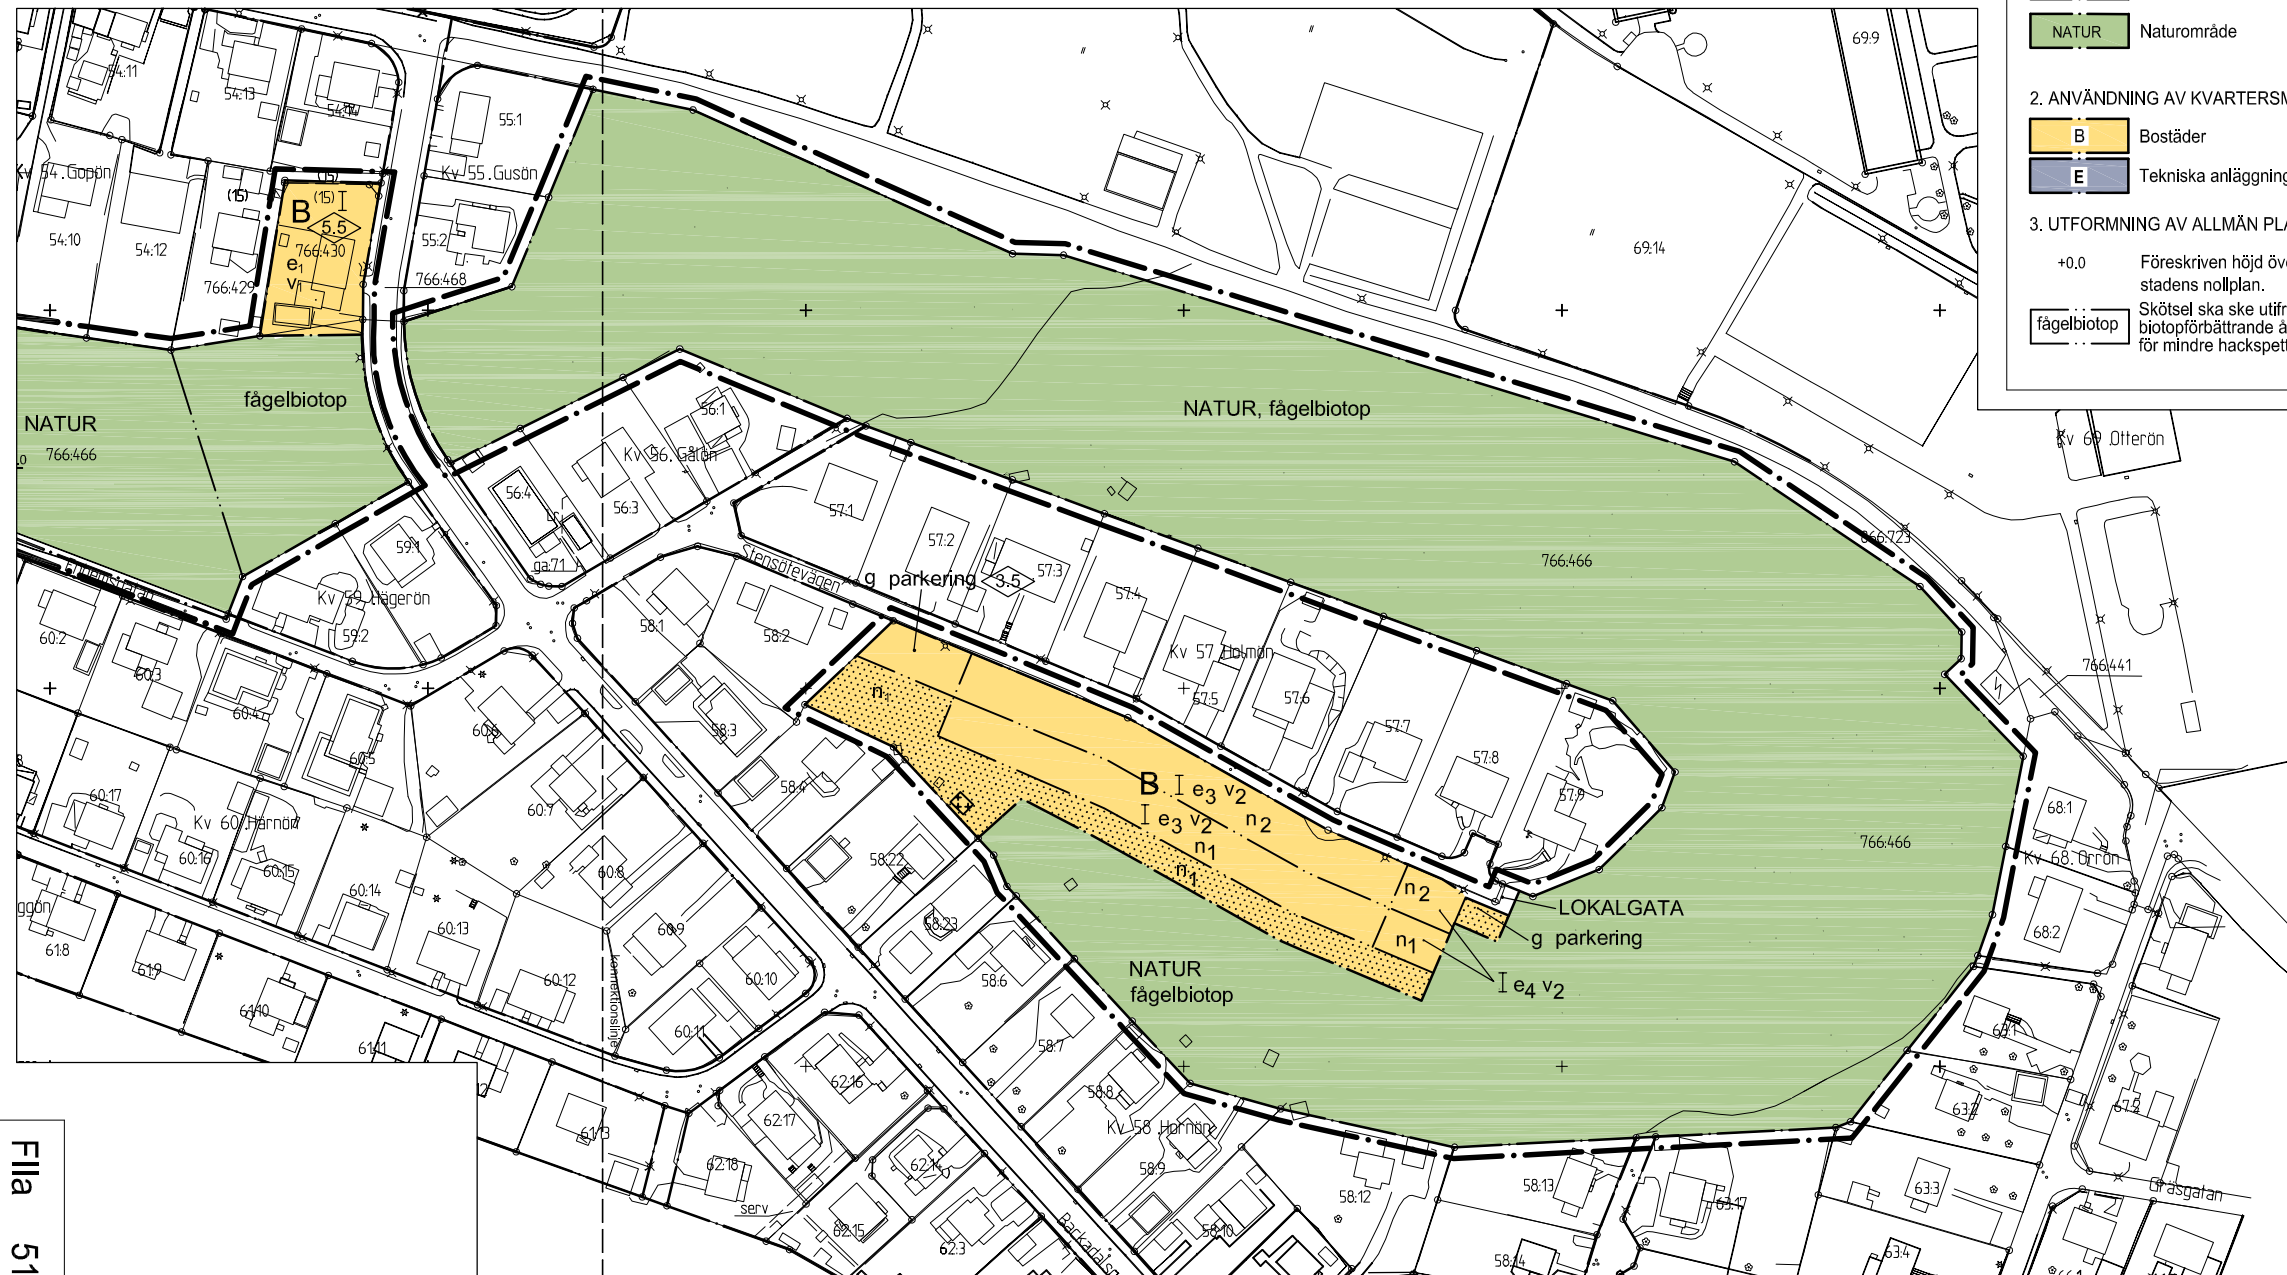 NATUR Naturområde
2. ANVÄNDNING AV KVARTERSM
B Bostäder
E Tekniska anläggning
3. UTFORMNING AV ALLMÄN PLA
+0.0 Föreskriven höjd öve
stadens nollplan.
fågelbiotop Skötsel ska ske utifr
biotopförbättrande å
för mindre hackspett
54:11
54:13
54:14
55:1
69:9
Kv 54. Gopön
Kv 55. Gusön
(15)
(15)
(15) I
B
5.5
766:430
e1
v1
54:10
54:12
766:429
55:2
766:468
69:14
NATUR
766:466
fågelbiotop
NATUR, fågelbiotop
56:1
Kv 56. Gålön
56:4
56:3
57:1
57:2
57:3
57:4
Kv 69 Otterön
866:723
766:466
59:1
ga:71
Stensötevägen
g parkering
3.5
Kv 59 Hägerön
59:2
60:2
60:3
60:4
60:5
60:6
58:1
58:2
58:3
58:4
n1
Kv 57 Holmön
57:5
57:6
57:7
57:8
57:9
766:441
B I e3 v2
I e3 v2 n2
n1
n1
n2
n1
LOKALGATA
g parkering
I e4 v2
766:466
68:1
Kv 68. Orrön
68:2
60:17
Kv 60 Härnön
60:16
60:15
60:14
60:13
60:12
60:7
60:8
60:9
60:10
60:11
konnektionslinje
58:22
58:23
58:6
58:7
58:8
Kv 58 Hornön
58:9
58:10
58:12
58:13
58:14
NATUR
fågelbiotop
ggön
61:8
61:9
61:10
61:11
61:13
62:16
62:17
62:18
62:14
62:15
62:3
serv
63:1
63:2
67:2
63:3
63:17
63:4
Gräsgatan
FIIa 51